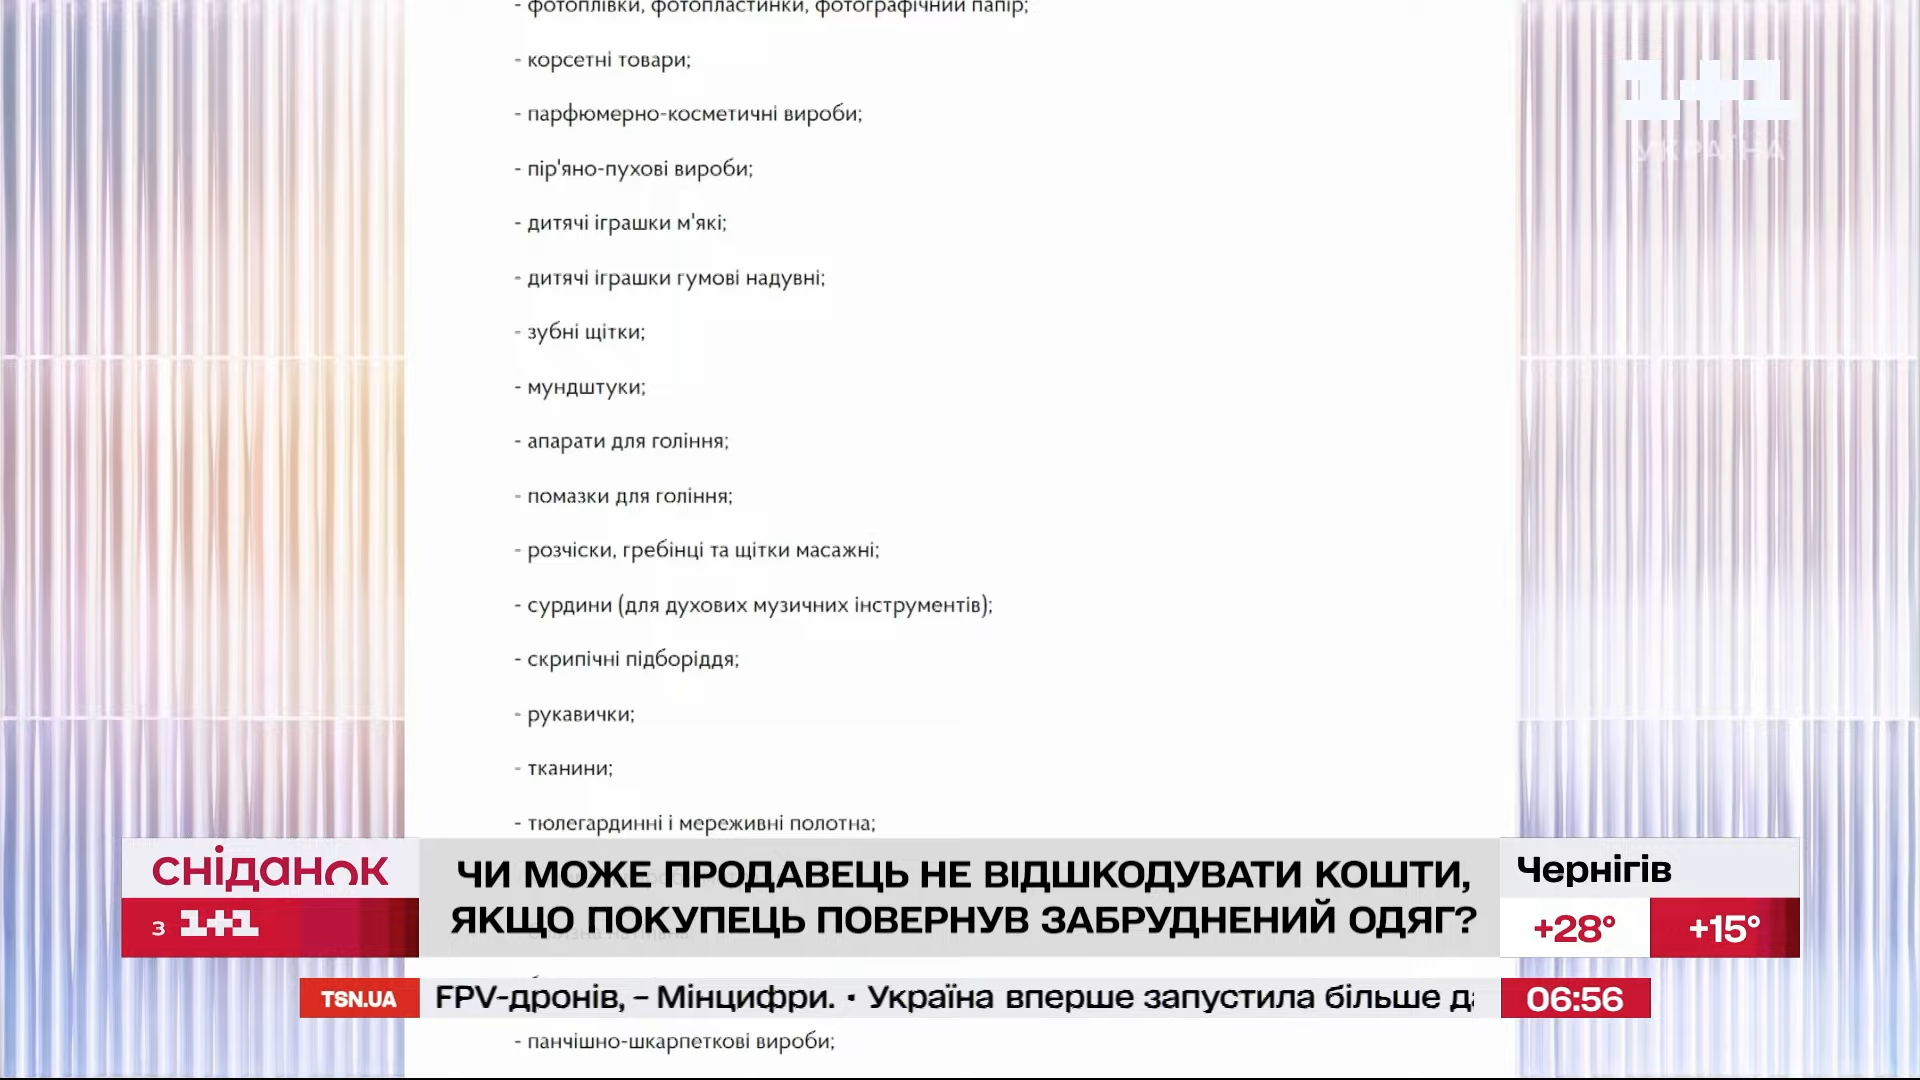 - фотоплівки, фотопластинки, фотографічний папір;
- корсетні товари;
- парфюмерно-косметичні вироби;
- пір'яно-пухові вироби;
- дитячі іграшки м'які;
- дитячі іграшки гумові надувні;
- зубні щітки;
- мундштуки;
- апарати для гоління;
- помазки для гоління;
- розчіски, гребінці та щітки масажні;
- сурдини (для духових музичних інструментів);
- скрипічні підборіддя;
- рукавички;
- тканини;
- тюлегардинні і мереживні полотна;
- панчішно-шкарпеткові вироби;
1+1
УКРАЇНА
СНІДАНОК
З 1+1
ЧИ МОЖЕ ПРОДАВЕЦЬ НЕ ВІДШКОДУВАТИ КОШТИ,
ЯКЩО ПОКУПЕЦЬ ПОВЕРНУВ ЗАБРУДНЕНИЙ ОДЯГ?
Чернігів
+28° +15°
TSN.UA FPV-дронів, – Мінцифри. • Україна вперше запустила більше 06:56